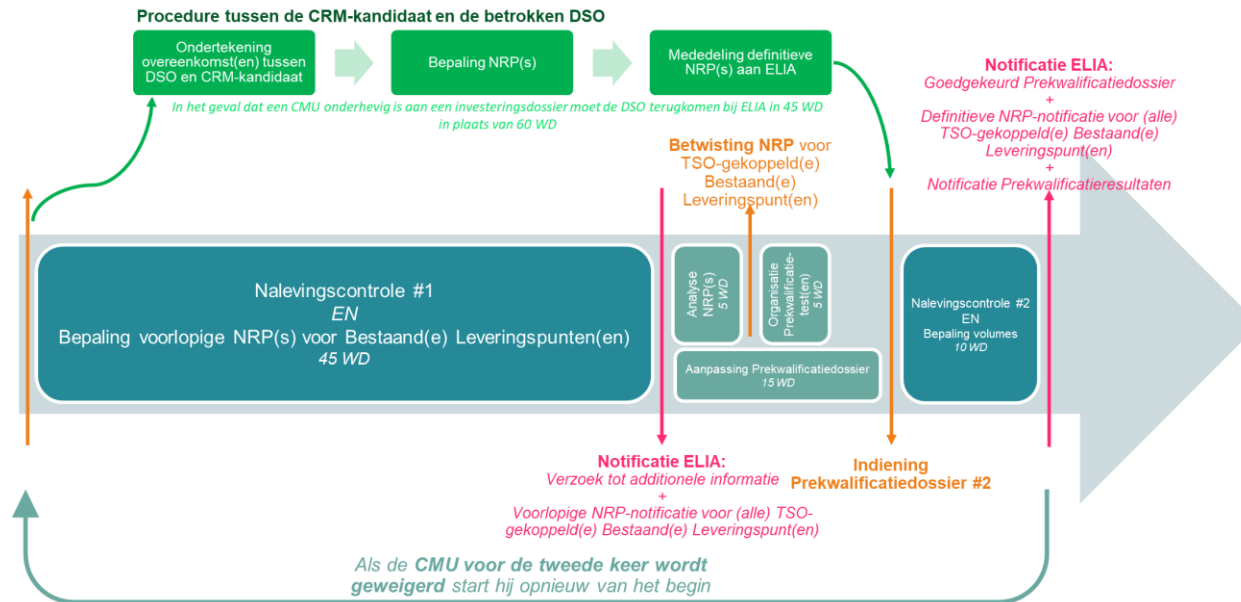 Procedure tussen de CRM-kandidaat en de betrokken DSO
Ondertekening
overeenkomst(en) tussen
DSO en CRM-kandidaat
Bepaling NRP(s)
Mededeling definitieve
NRP(s) aan ELIA
In het geval dat een CMU onderhevig is aan een investeringsdossier moet de DSO terugkomen bij ELIA in 45 WD
in plaats van 60 WD
Notificatie ELIA:
Goedgekeurd Prekwalificatiedossier
+
Definitieve NRP-notificatie voor (alle)
TSO-gekoppeld(e) Bestaand(e)
Leveringspunt(en)
+
Notificatie Prekwalificatieresultaten
Betwisting NRP voor
TSO-gekoppeld(e)
Bestaand(e)
Leveringspunt(en)
Nalevingscontrole #1
EN
Bepaling voorlopige NRP(s) voor Bestaand(e) Leveringspunten(en)
45 WD
Analyse
NRP(s)
5 WD
Organisatie
Prekwalificatie-
test(en)
5 WD
Aanpassing Prekwalificatiedossier
15 WD
Nalevingscontrole #2
EN
Bepaling volumes
10 WD
Notificatie ELIA:
Verzoek tot additionele informatie
+
Voorlopige NRP-notificatie voor (alle) TSO-
gekoppeld(e) Bestaand(e) Leveringspunt(en)
Indiening
Prekwalificatiedossier #2
Als de CMU voor de tweede keer wordt
geweigerd start hij opnieuw van het begin